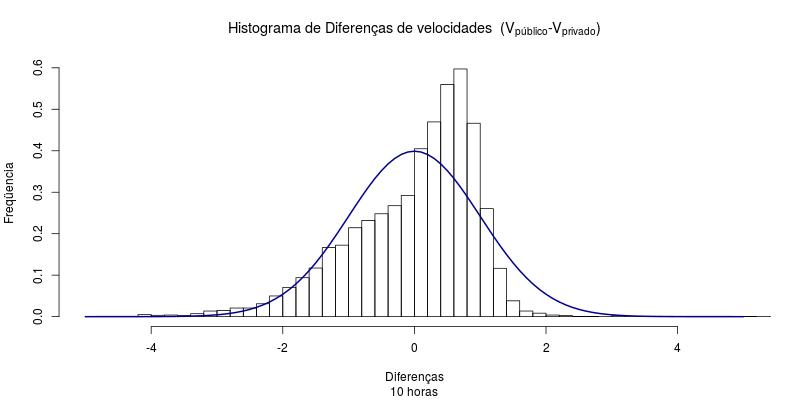 Histograma de Diferenças de velocidades (Vpúblico-Vprivado)
0.6
0.5
0.4
0.3
0.2
0.1
0.0
Freqüencia
-4 -2 0 2 4
Diferenças
10 horas